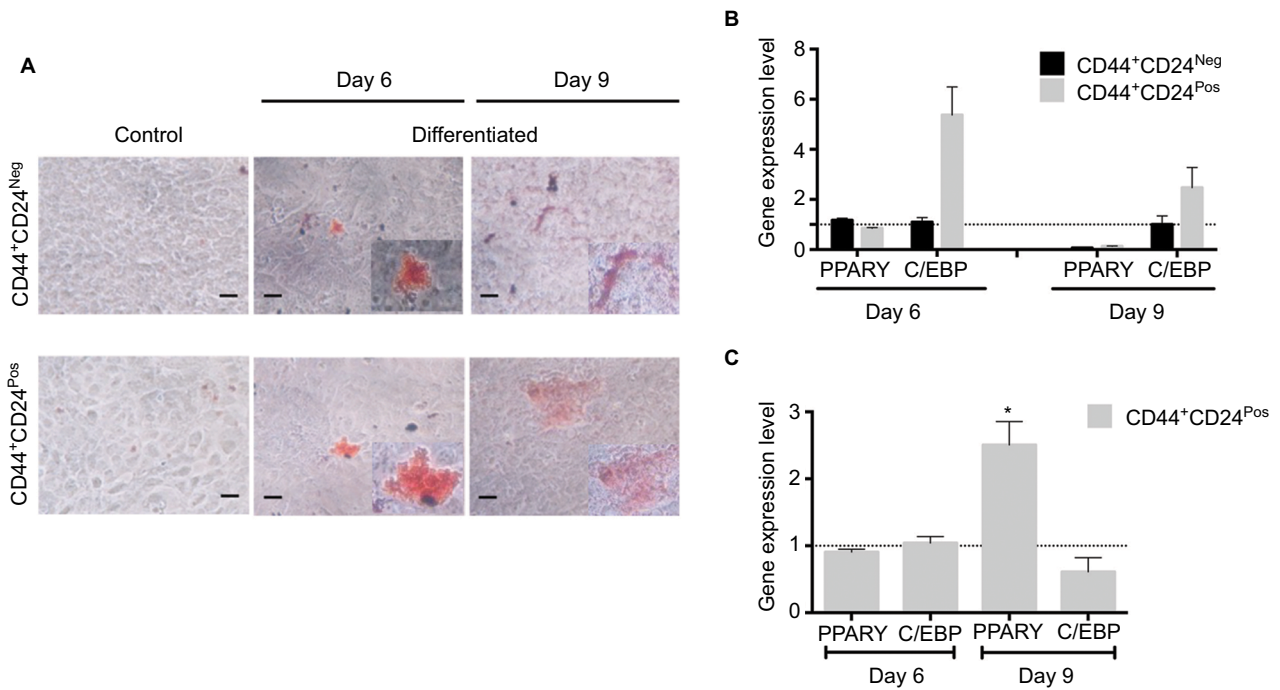 A
Day 6
Day 9
Control
Differentiated
CD44+CD24Neg
CD44+CD24Pos
B
Gene expression level
8
6
4
2
0
CD44+CD24Neg
CD44+CD24Pos
PPARY C/EBP PPARY C/EBP
Day 6 Day 9
C
Gene expression level
3
2
1
0
*
CD44+CD24Pos
PPARY C/EBP PPARY C/EBP
Day 6 Day 9